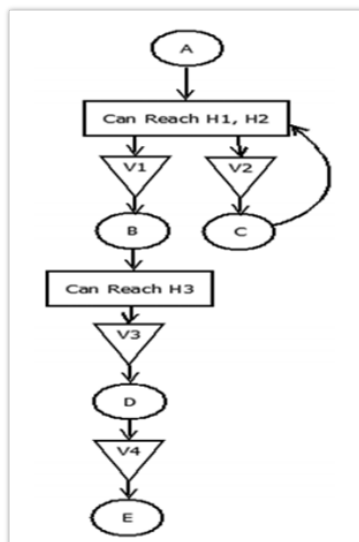 A
Can Reach H1, H2
V1
V2
B
C
Can Reach H3
V3
D
V4
E